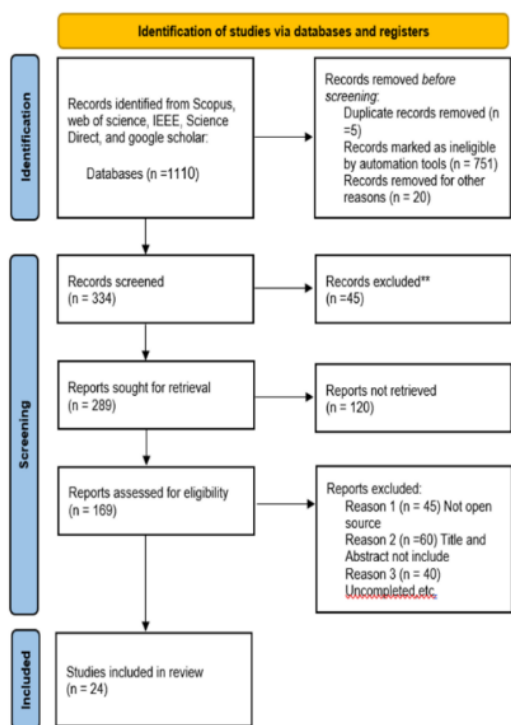 Identification of studies via databases and registers
Identification
Records identified from Scopus,
web of science, IEEE, Science
Direct, and google scholar:
Databases (n =1110)
Records removed before
screening:
Duplicate records removed (n
=5)
Records marked as ineligible
by automation tools (n = 751)
Records removed for other
reasons (n = 20)
Screening
Records screened
(n = 334)
Records excluded**
(n =45)
Reports sought for retrieval
(n = 289)
Reports not retrieved
(n = 120)
Reports assessed for eligibility
(n = 169)
Reports excluded:
Reason 1 (n = 45) Not open
source
Reason 2 (n =60) Title and
Abstract not include
Reason 3 (n = 40)
Uncompleted,etc.
Included
Studies included in review
(n = 24)